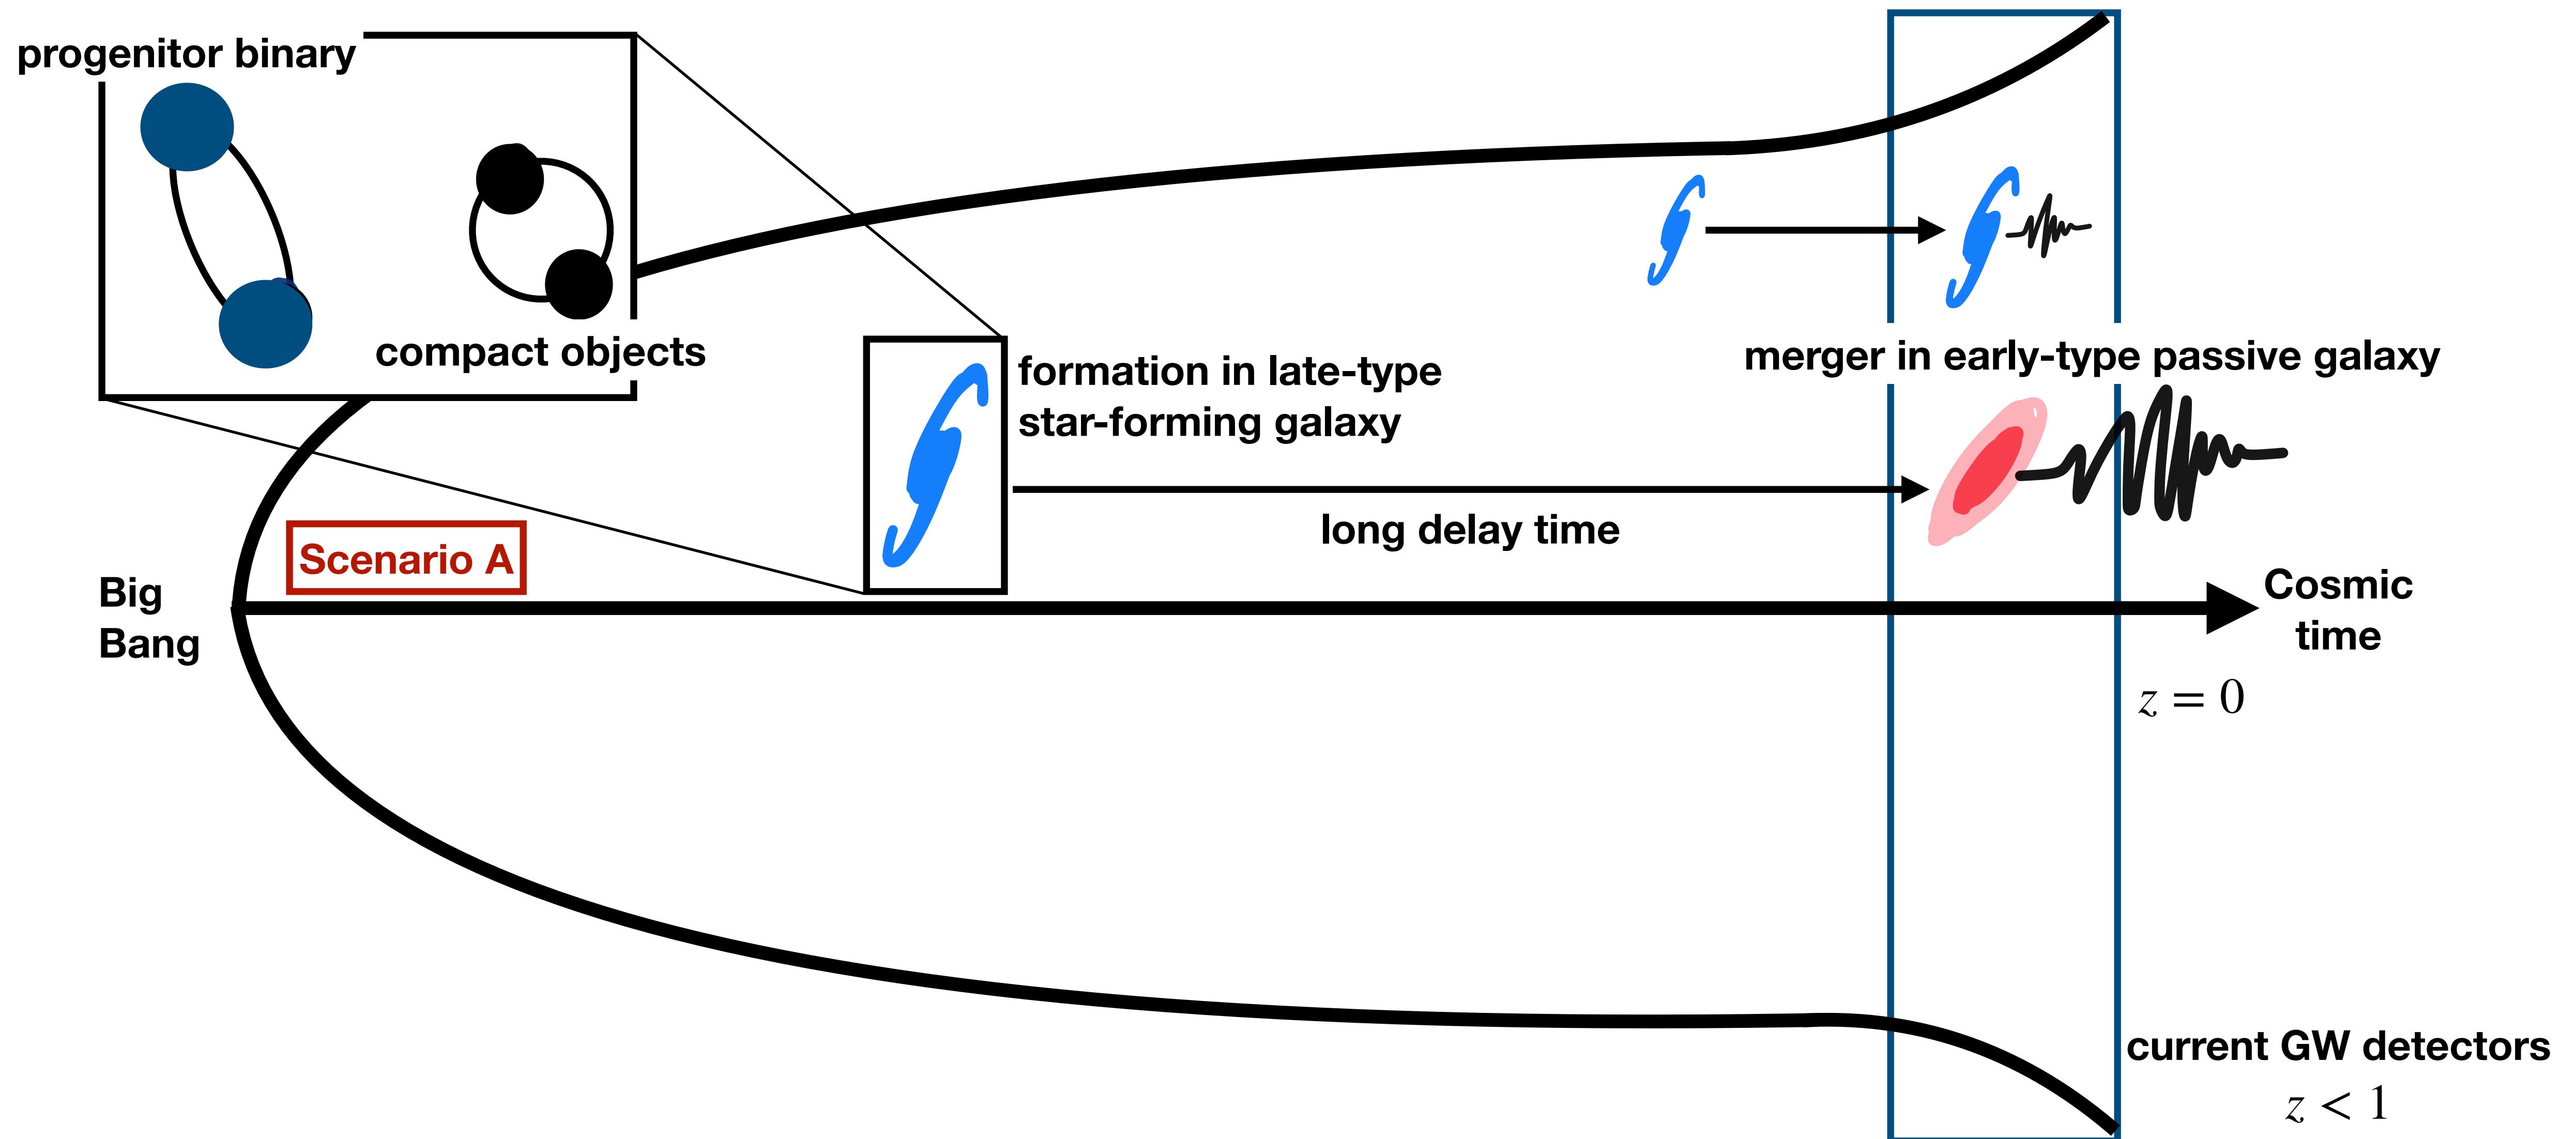 progenitor binary
compact objects
formation in late-type
star-forming galaxy
merger in early-type passive galaxy
long delay time
Scenario A
Big
Bang
Cosmic
time
z = 0
current GW detectors
z < 1